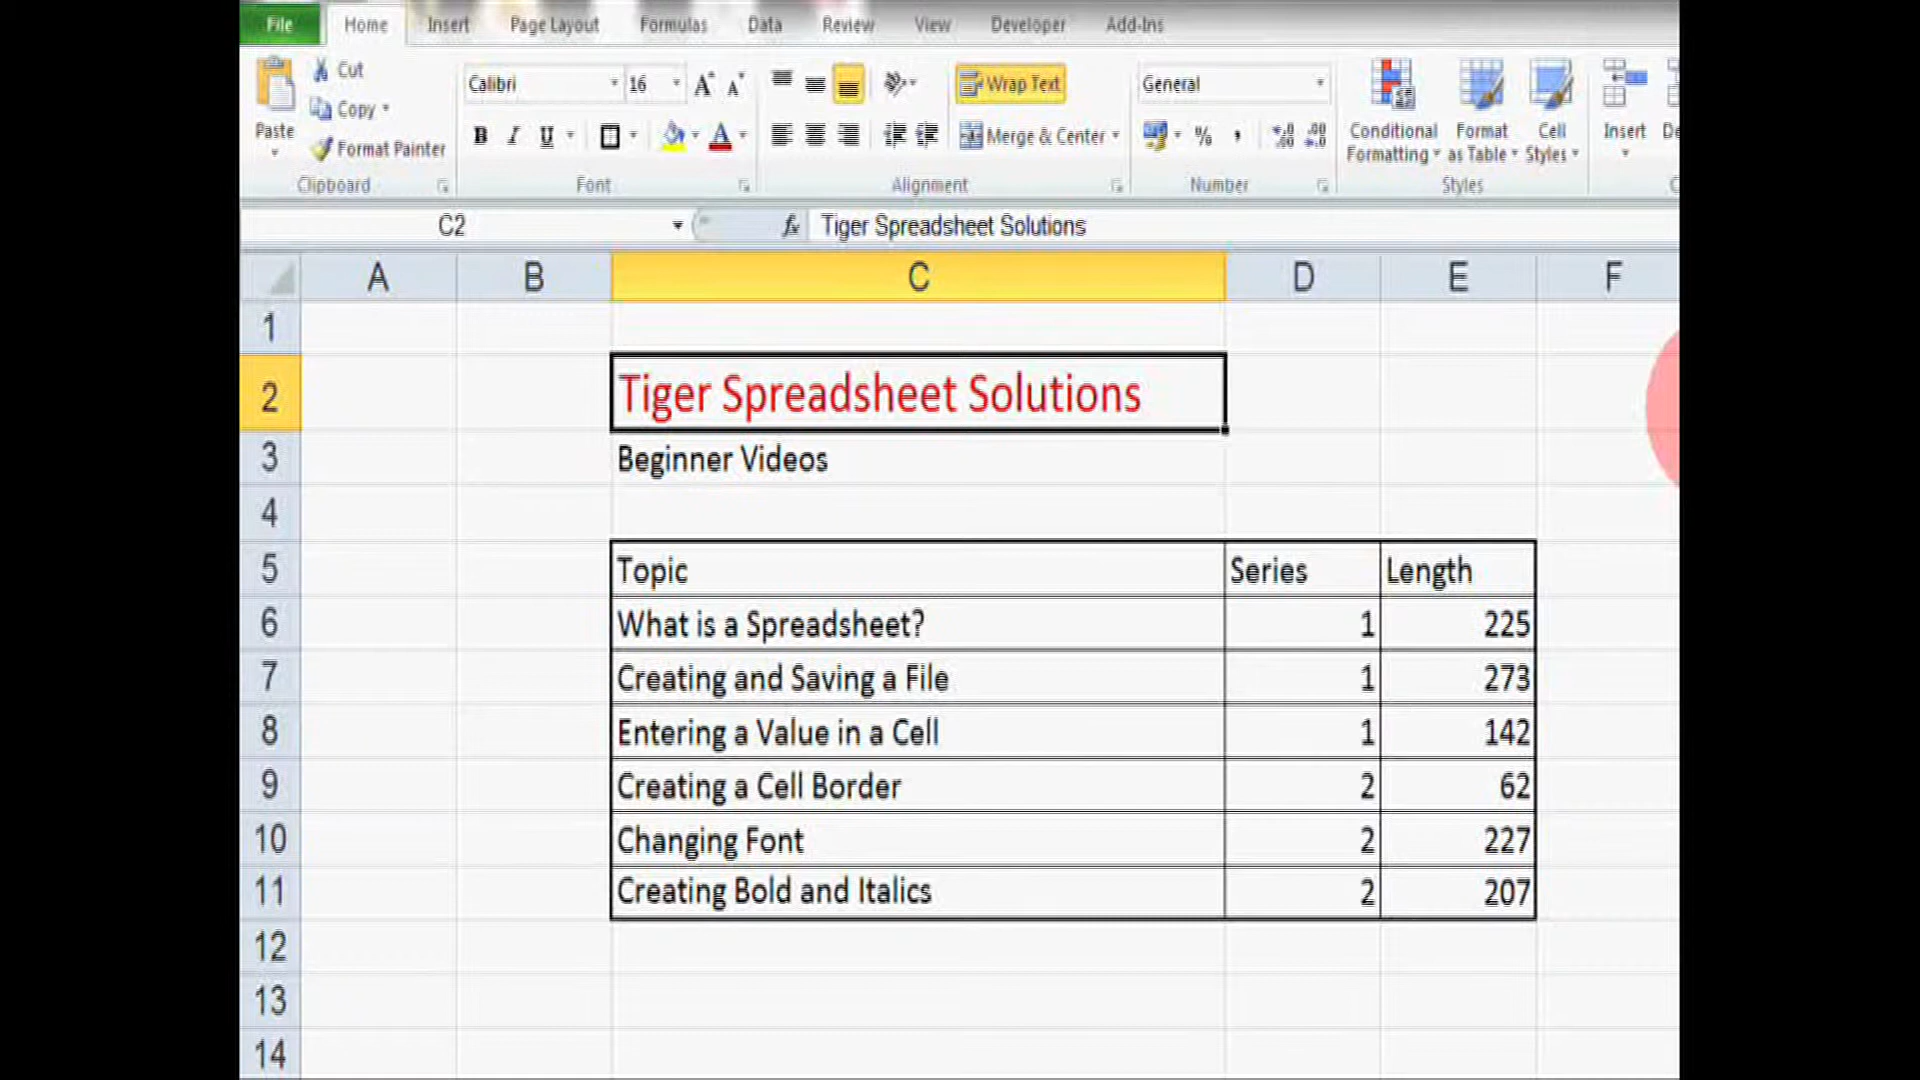 File Home Insert Page Layout Formulas Data Review View Developer Add-Ins
Paste Cut Copy Format Painter Clipboard
Calibri 16 A A B I U A Font
Wrap Text Merge & Center Alignment
General % , Number
Conditional Formatting Format as Table Cell Styles Styles
Insert
C2 fx Tiger Spreadsheet Solutions
A B C D E F
1
2 Tiger Spreadsheet Solutions
3 Beginner Videos
4
5 Topic Series Length
6 What is a Spreadsheet? 1 225
7 Creating and Saving a File 1 273
8 Entering a Value in a Cell 1 142
9 Creating a Cell Border 2 62
10 Changing Font 2 227
11 Creating Bold and Italics 2 207
12
13
14